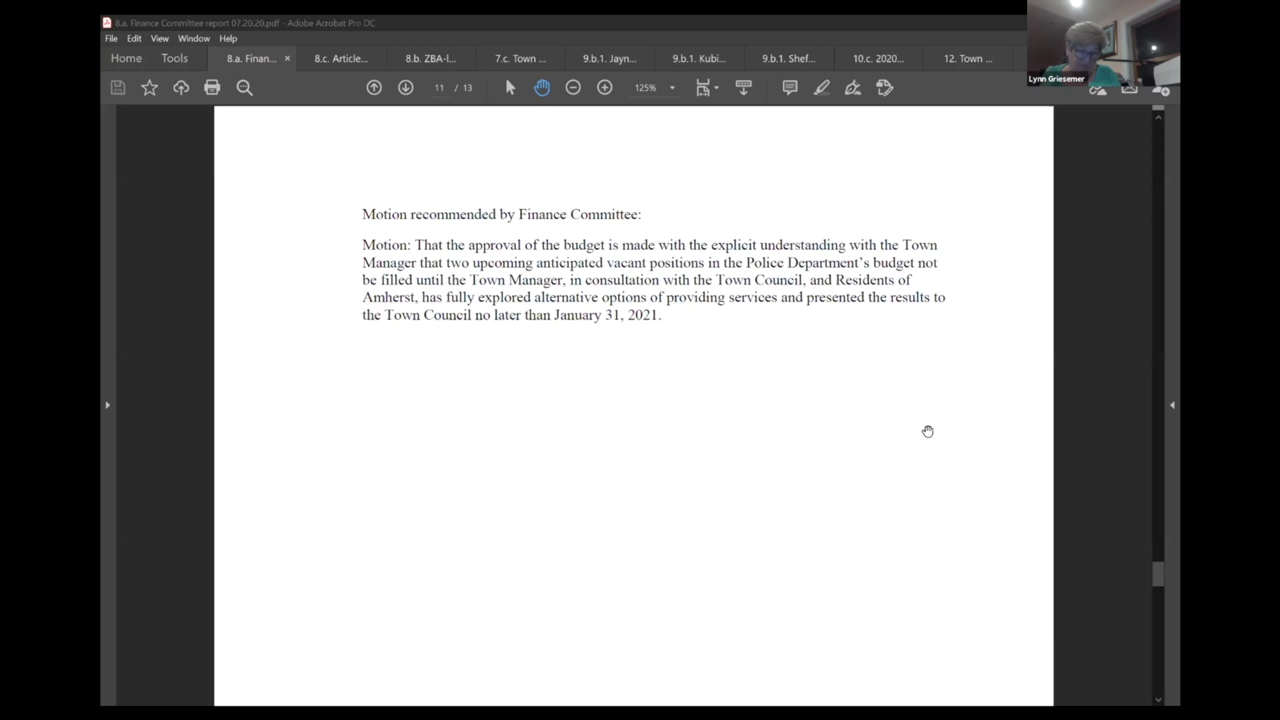 8.a. Finance Committee report 07.20.20.pdf - Adobe Acrobat Pro DC
File Edit View Window Help
Home Tools 8.a. Finan... × 8.c. Article... 8.b. ZBA-l... 7.c. Town ... 9.b.1. Jayn... 9.b.1. Kubi... 9.b.1. Shef... 10.c. 2020... 12. Town ...
Lynn Griesemer
11 / 13 125%
Motion recommended by Finance Committee:
Motion: That the approval of the budget is made with the explicit understanding with the Town
Manager that two upcoming anticipated vacant positions in the Police Department’s budget not
be filled until the Town Manager, in consultation with the Town Council, and Residents of
Amherst, has fully explored alternative options of providing services and presented the results to
the Town Council no later than January 31, 2021.